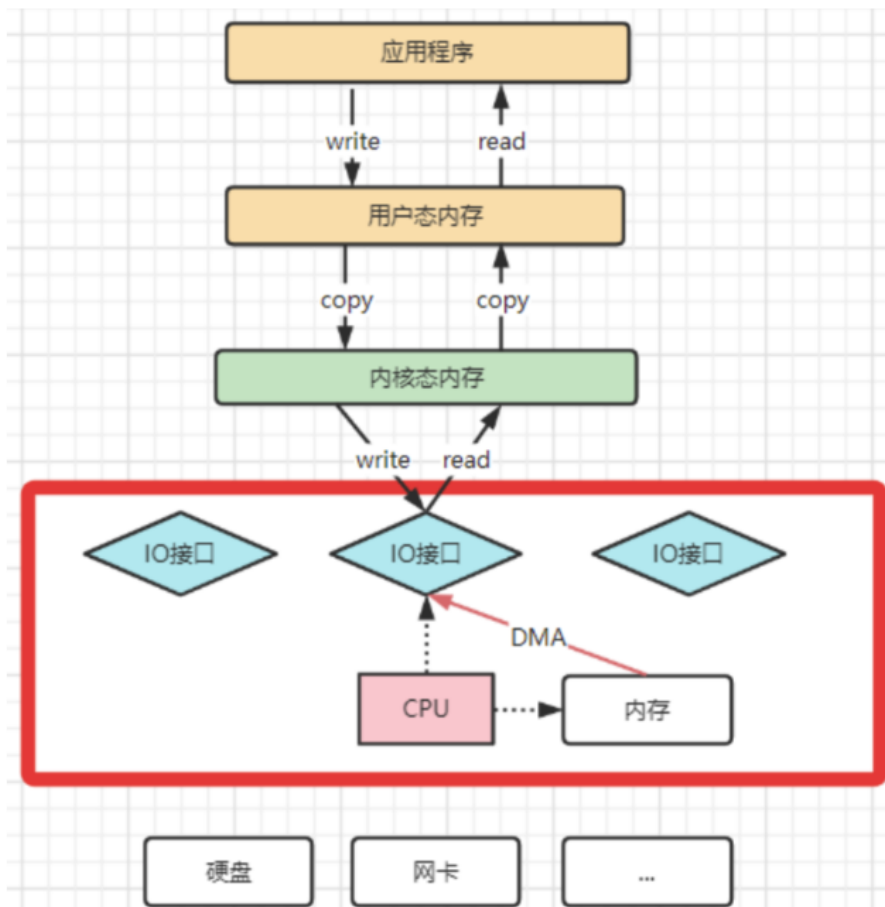 应用程序
write
read
用户态内存
copy
copy
内核态内存
write
read
IO接口
IO接口
IO接口
DMA
CPU
内存
硬盘
网卡
...